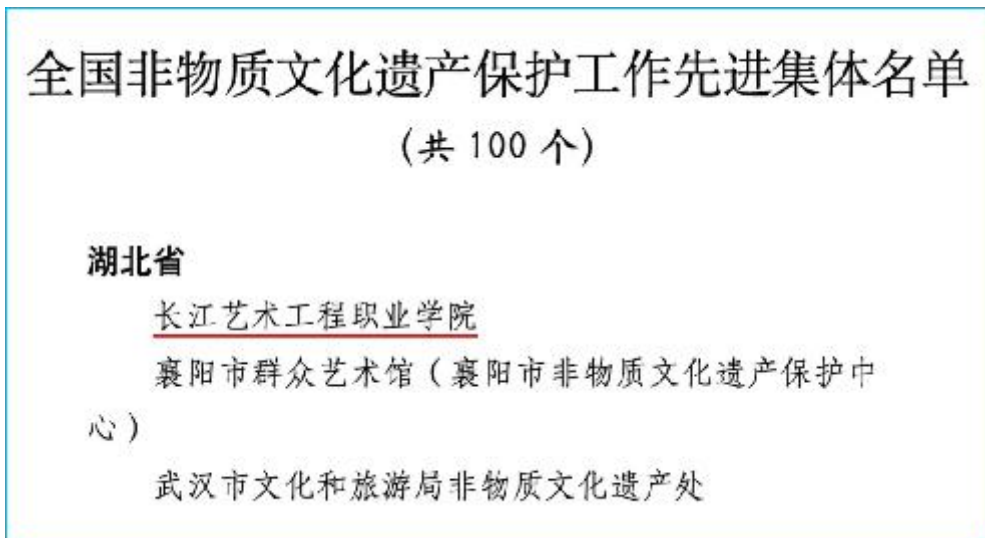 全国非物质文化遗产保护工作先进集体名单
（共 100 个）
湖北省
长江艺术工程职业学院
襄阳市群众艺术馆（襄阳市非物质文化遗产保护中
心）
武汉市文化和旅游局非物质文化遗产处